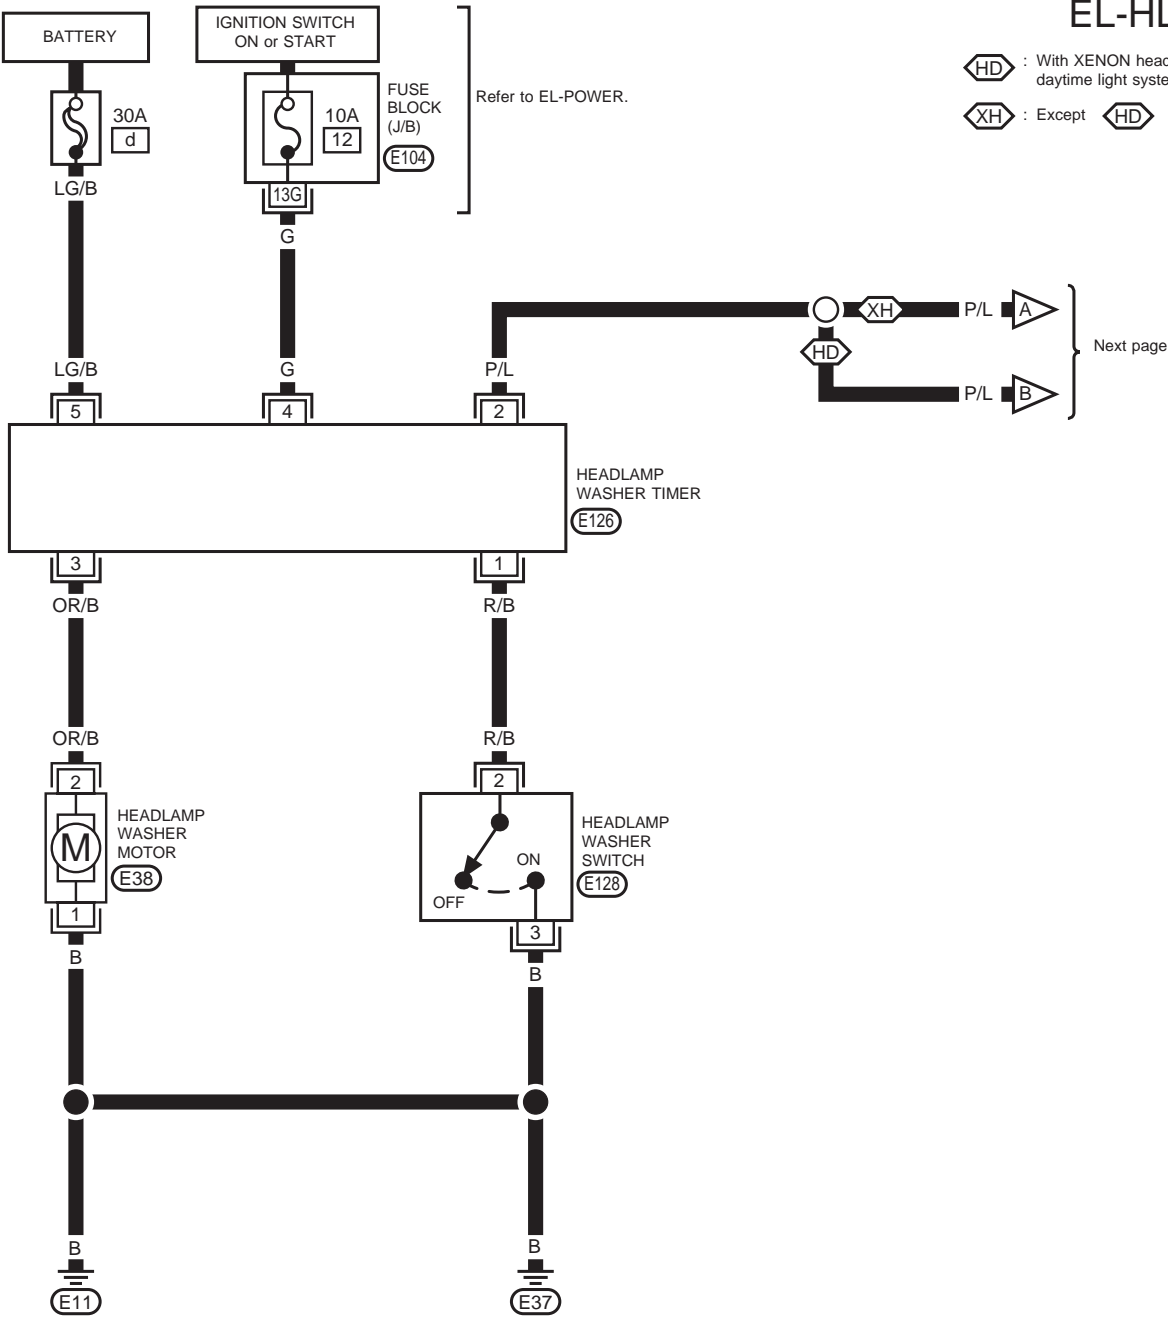 EL-HL
BATTERY
IGNITION SWITCH
ON or START
HD : With XENON head
daytime light syste
XH : Except HD
30A
d
10A
12
FUSE
BLOCK
(J/B)
E104
Refer to EL-POWER.
LG/B
13G
G
XH P/L A
HD
P/L B
Next page
LG/B
G
P/L
5
4
2
HEADLAMP
WASHER TIMER
E126
3
1
OR/B
R/B
OR/B
R/B
2
2
M
HEADLAMP
WASHER
MOTOR
E38
ON
OFF
HEADLAMP
WASHER
SWITCH
E128
1
3
B
B
B
B
E11
E37